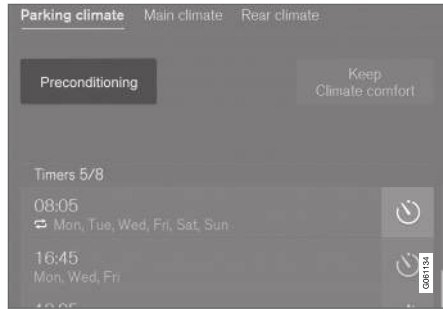 Parking climate Main climate Rear climate
Preconditioning
Keep
Climate comfort
Timers 5/8
08:05
Mon, Tue, Wed, Fri, Sat, Sun
16:45
Mon, Wed, Fri
G061134